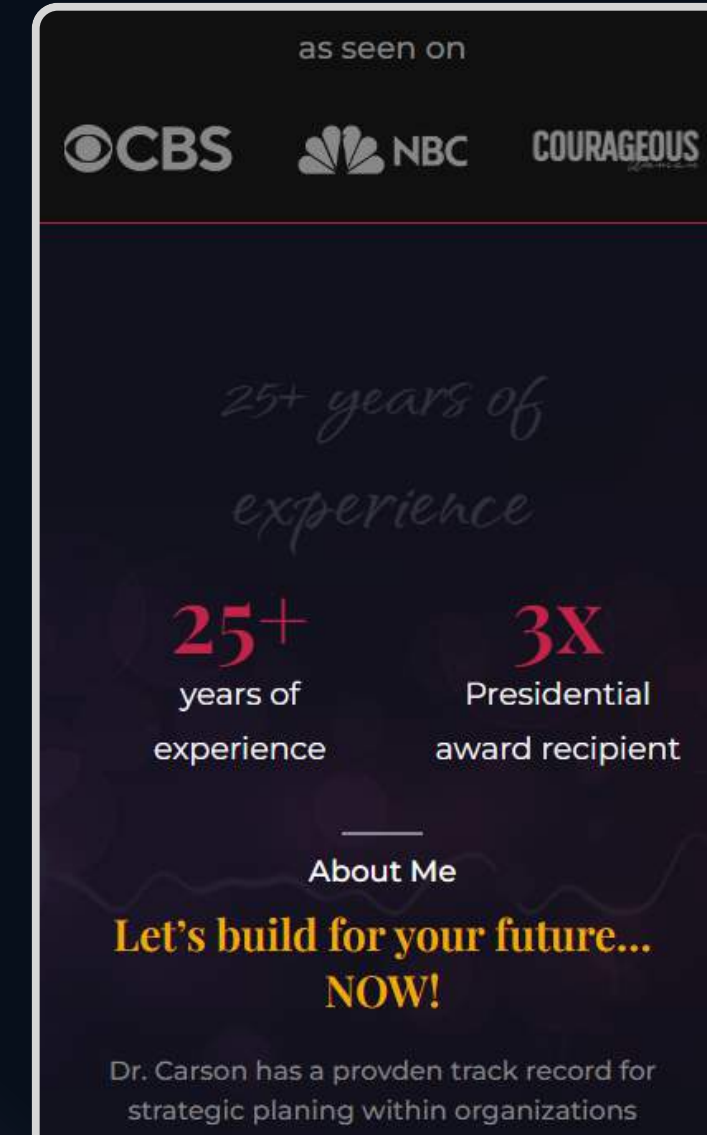 as seen on
CBS NBC COURAGEOUS
Woman
25+ years of
experience
25+ 3X
years of Presidential
experience award recipient
About Me
Let's build for your future...
NOW!
Dr. Carson has a provden track record for
strategic planing within organizations